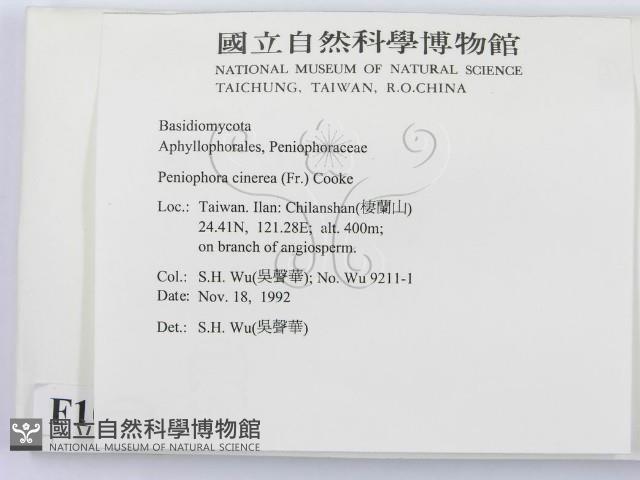 國立自然科學博物館
NATIONAL MUSEUM OF NATURAL SCIENCE
TAICHUNG, TAIWAN, R.O.CHINA
Basidiomycota
Aphyllophorales, Peniophoraceae
Peniophora cinerea (Fr.) Cooke
Loc.: Taiwan. Ilan: Chilanshan(棲蘭山)
24.41N, 121.28E; alt. 400m;
on branch of angiosperm.
Col.: S.H. Wu(吳聲華); No. Wu 9211-1
Date: Nov. 18, 1992
Det.: S.H. Wu(吳聲華)
國立自然科學博物館
NATIONAL MUSEUM OF NATURAL SCIENCE